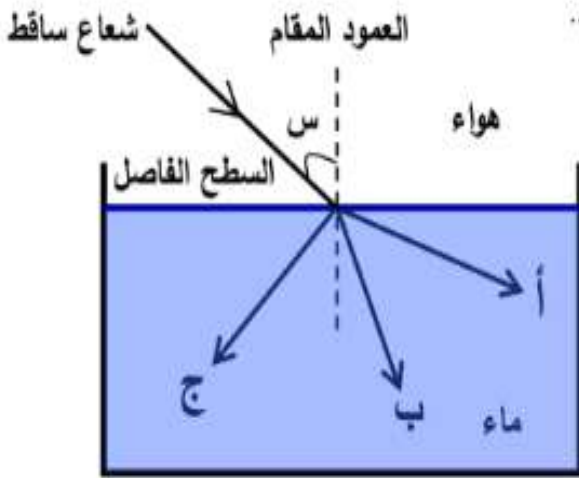 شعاع ساقط
العمود المقام
س
هواء
السطح الفاصل
أ
ب
ج
ماء